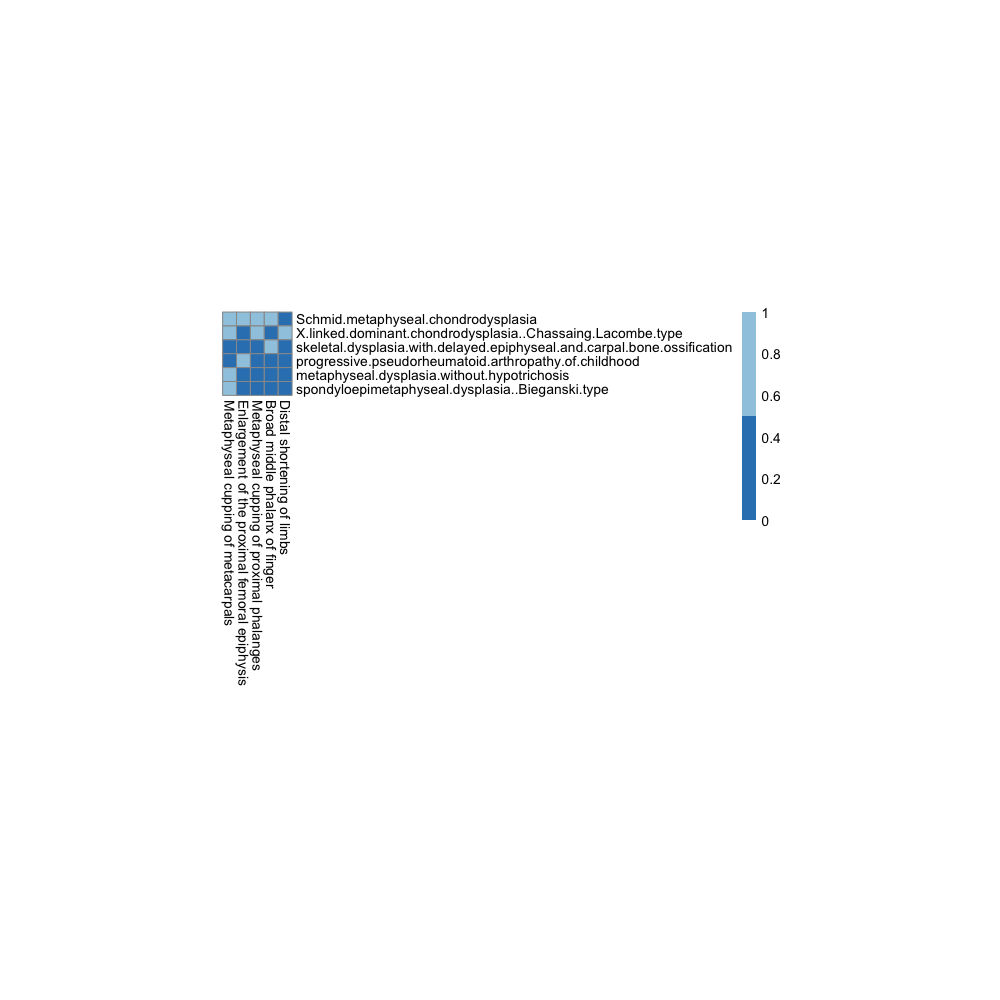 Schmid.metaphyseal.chondrodysplasia
X.linked.dominant.chondrodysplasia..Chassaing.Lacombe.type
skeletal.dysplasia.with.delayed.epiphyseal.and.carpal.bone.ossification
progressive.pseudorheumatoid.arthropathy.of.childhood
metaphyseal.dysplasia.without.hypotrichosis
spondyloepimetaphyseal.dysplasia..Bieganski.type
Metaphyseal cupping of metacarpals
Enlargement of the proximal femoral epiphysis
Metaphyseal cupping of proximal phalanges
Broad middle phalanx of finger
Distal shortening of limbs
1
0.8
0.6
0.4
0.2
0